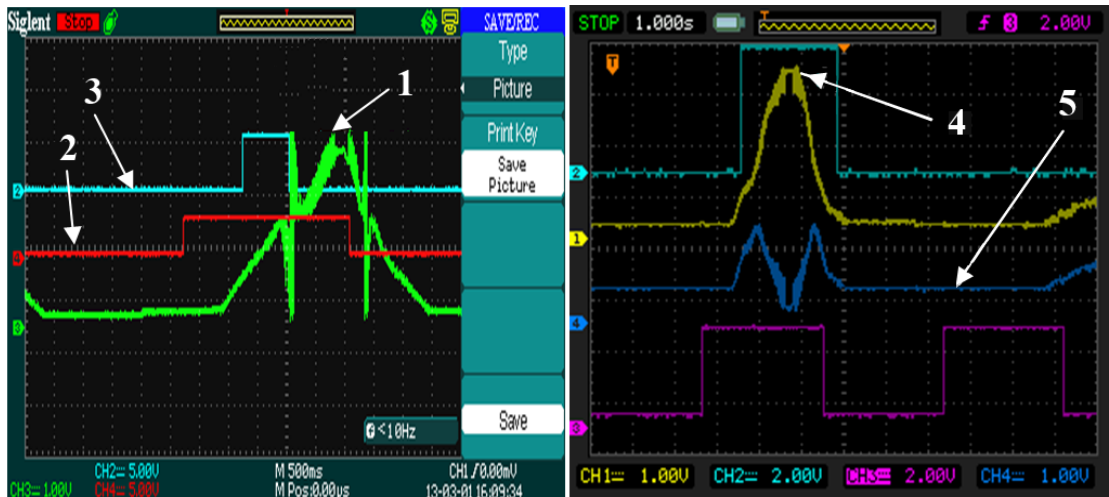 Siglent Stop SAVE/REC
Type
Picture
Print Key
Save
Picture
Save
1
3
2
2
4
3
f <10Hz
CH2 5.00V M 500ms CH1 /0.00mV
CH3 1.00V CH4 5.00V M Pos:0.00μs 13-03-01 16:09:34
STOP 1.000s T f 3 2.00V
T
4
5
2
1
4
3
CH1 1.00V CH2 2.00V CH3 2.00V CH4 1.00V